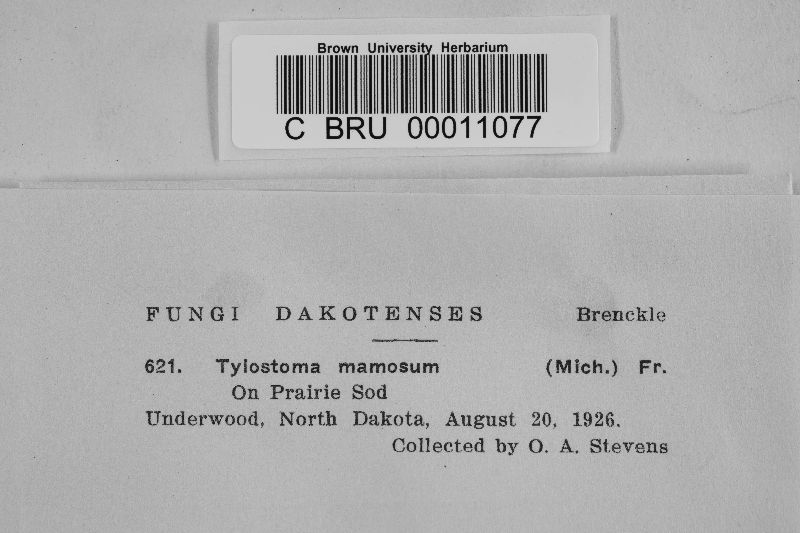 Brown University Herbarium
C BRU 00011077
FUNGI DAKOTENSES Brenckle
621. Tylostoma mamosum (Mich.) Fr.
On Prairie Sod
Underwood, North Dakota, August 20, 1926.
Collected by O. A. Stevens